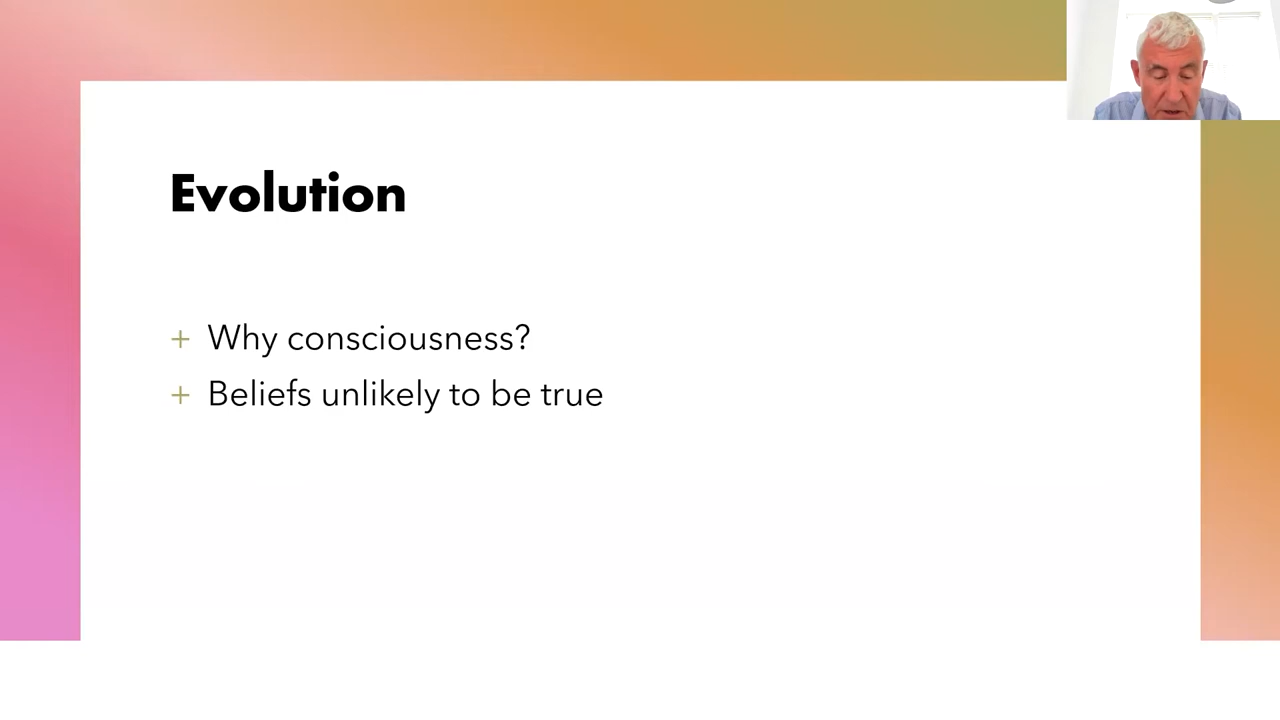 Evolution
+ Why consciousness?
+ Beliefs unlikely to be true